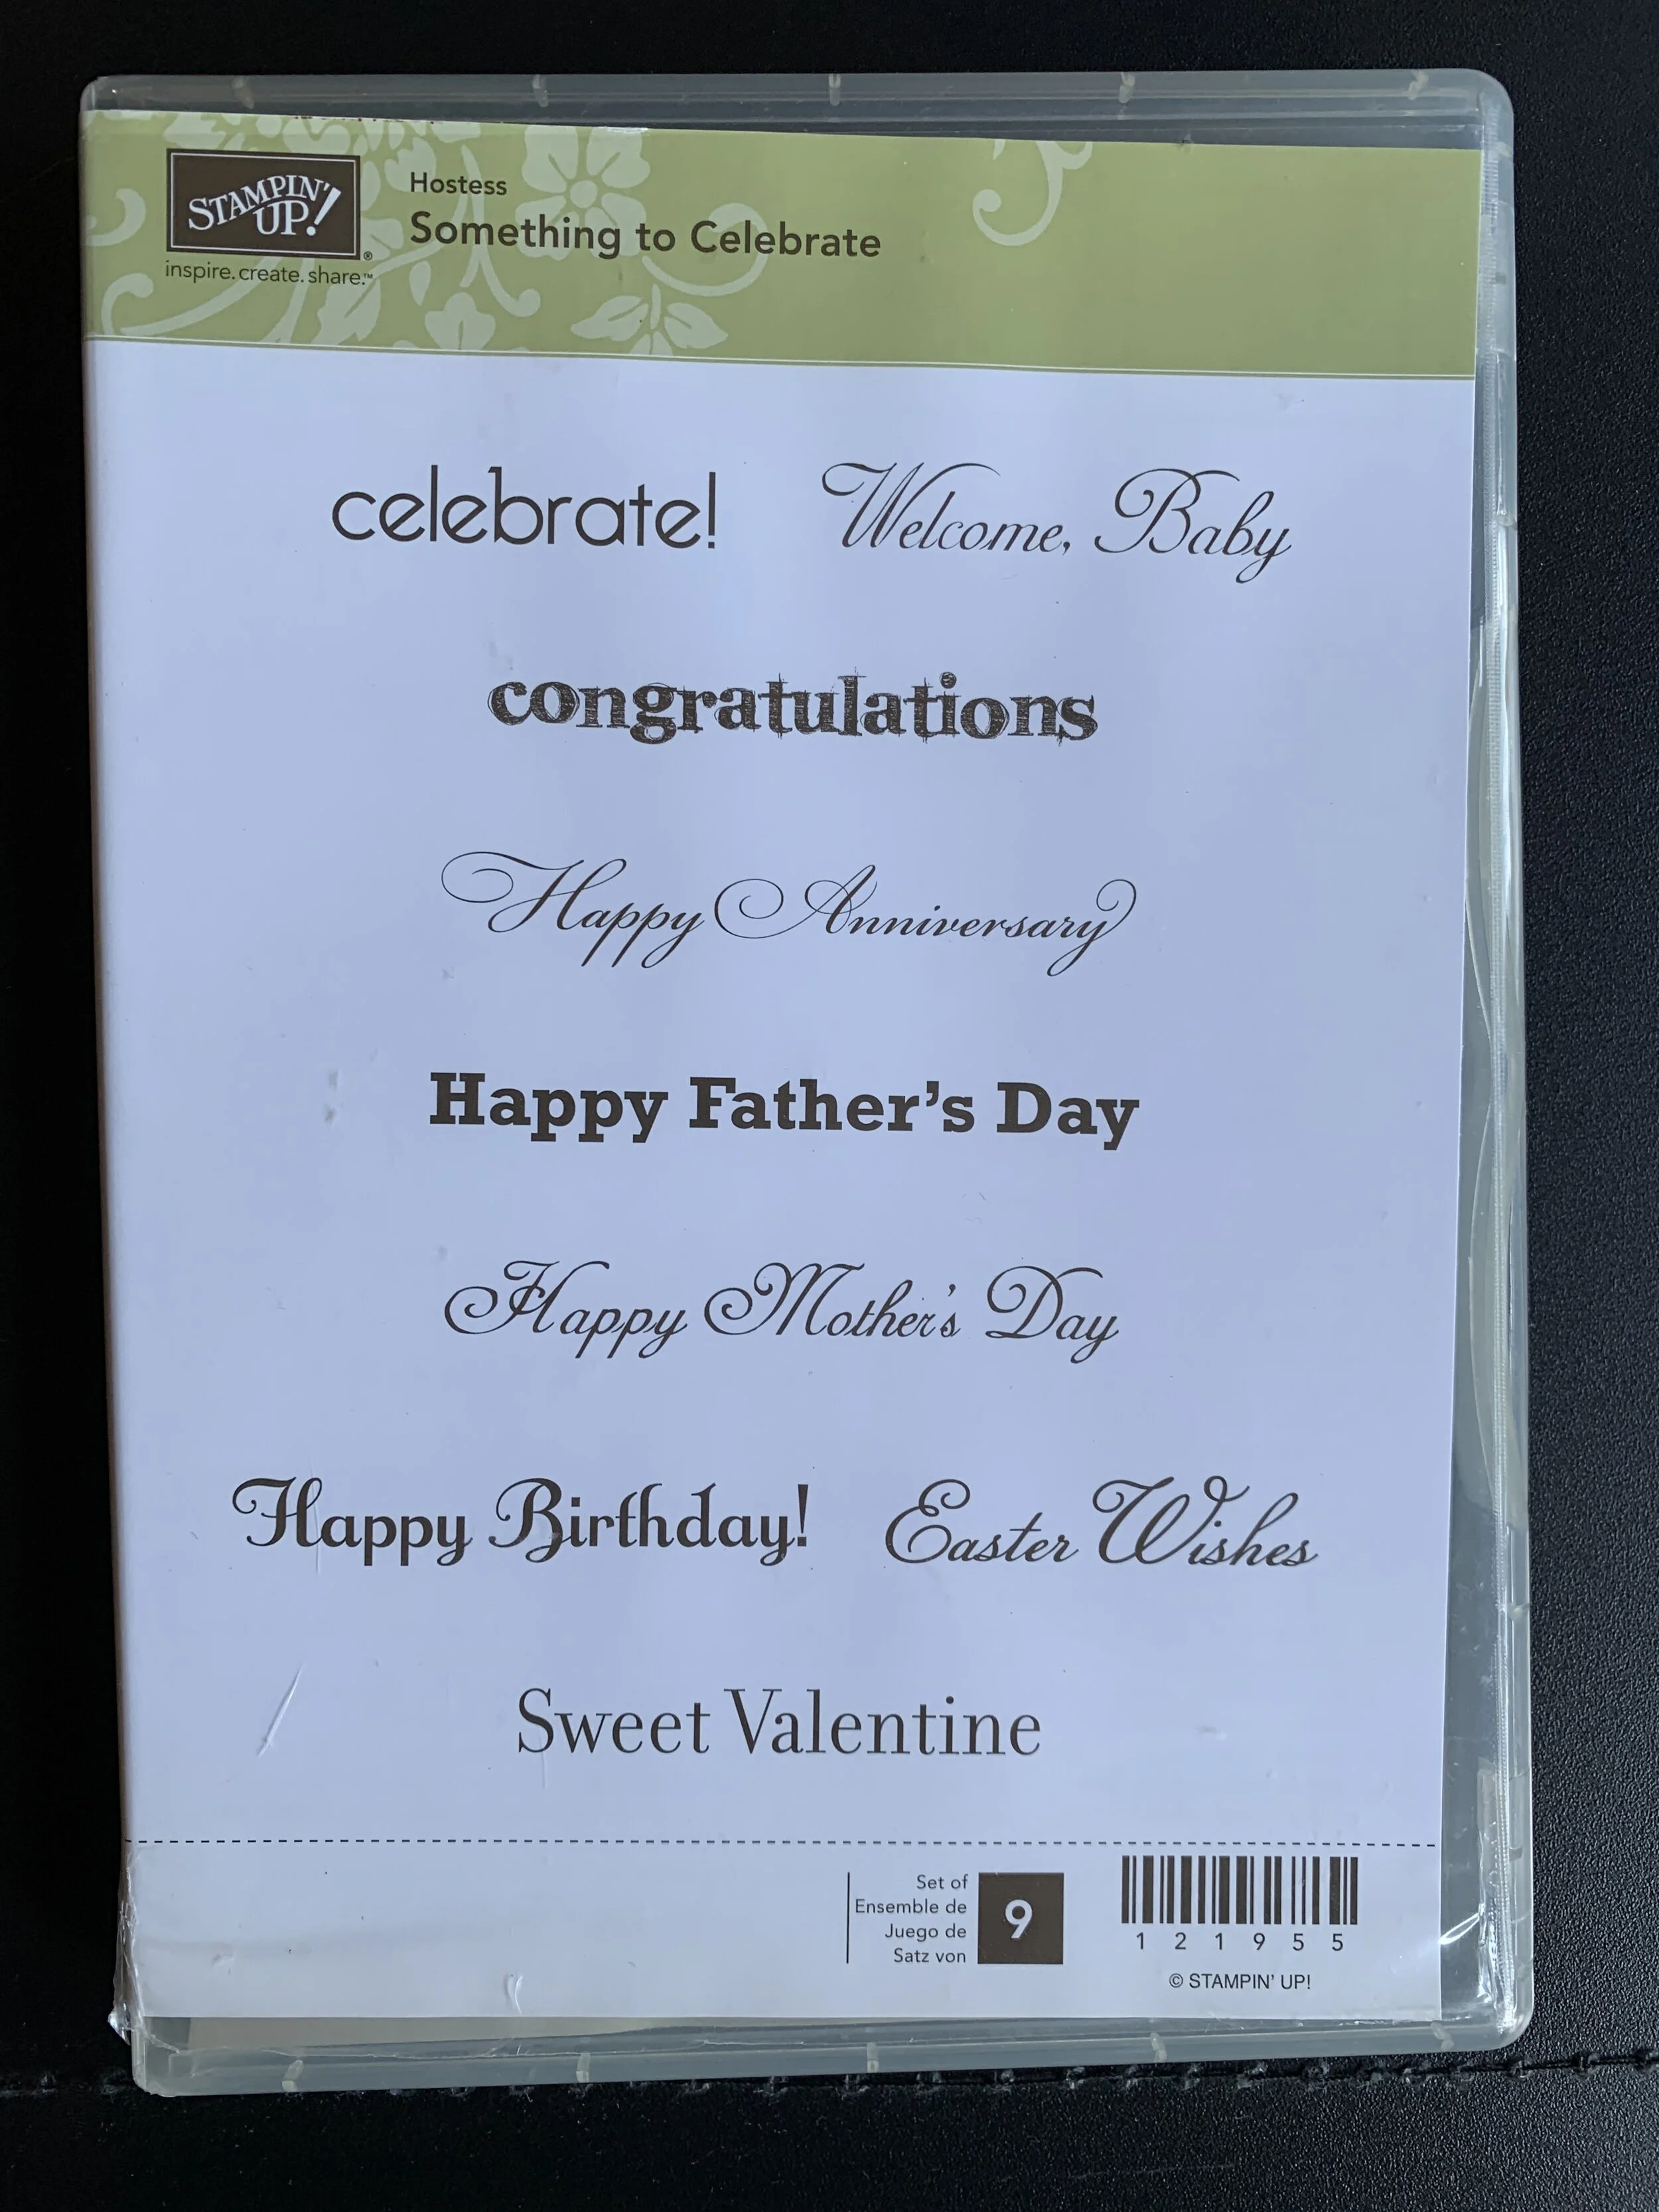 STAMPIN' UP!®
inspire.create.share.™
Hostess
Something to Celebrate
celebrate!
Welcome, Baby
congratulations
Happy Anniversary
Happy Father's Day
Happy Mother's Day
Happy Birthday!
Easter Wishes
Sweet Valentine
Set of
Ensemble de
Juego de
Satz von
9
1 2 1 9 5 5
© STAMPIN' UP!